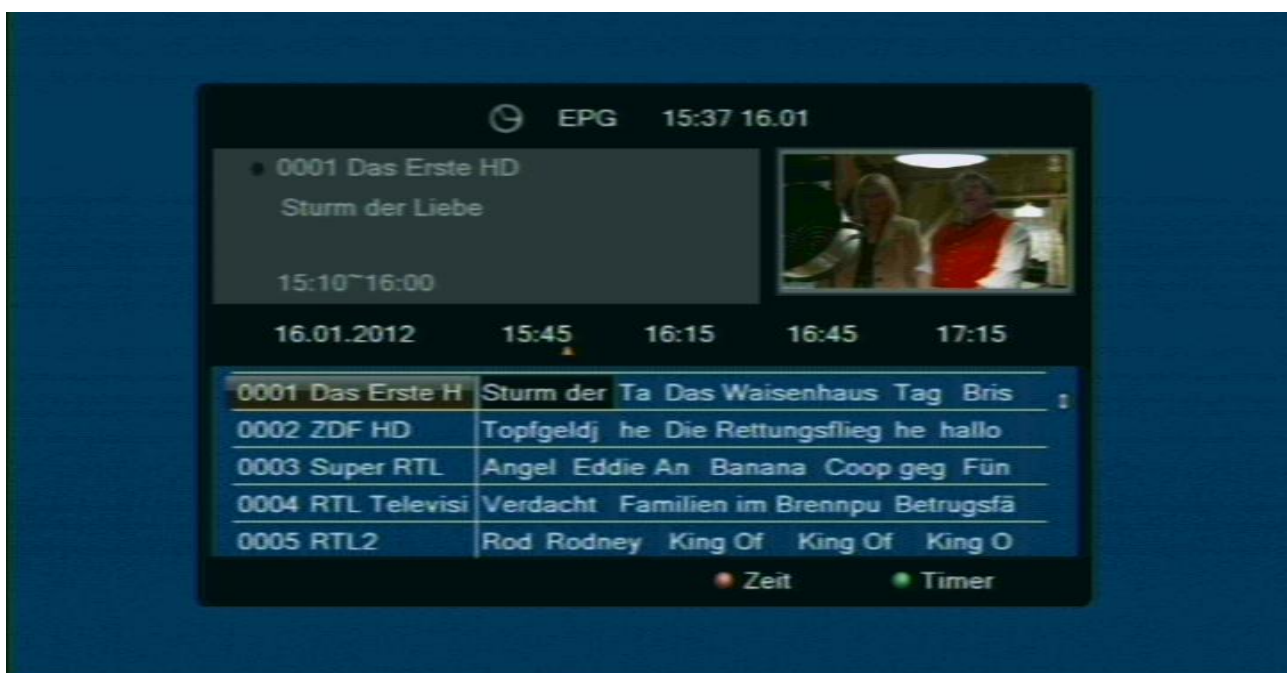 EPG 15:37 16.01
0001 Das Erste HD
Sturm der Liebe
15:10~16:00
16.01.2012 15:45 16:15 16:45 17:15
0001 Das Erste H Sturm der Ta Das Waisenhaus Tag Bris
0002 ZDF HD Topfgeldj he Die Rettungsflieg he hallo
0003 Super RTL Angel Eddie An Banana Coop geg Fün
0004 RTL Televisi Verdacht Familien im Brennpu Betrugsfä
0005 RTL2 Rod Rodney King Of King Of King O
Zeit Timer